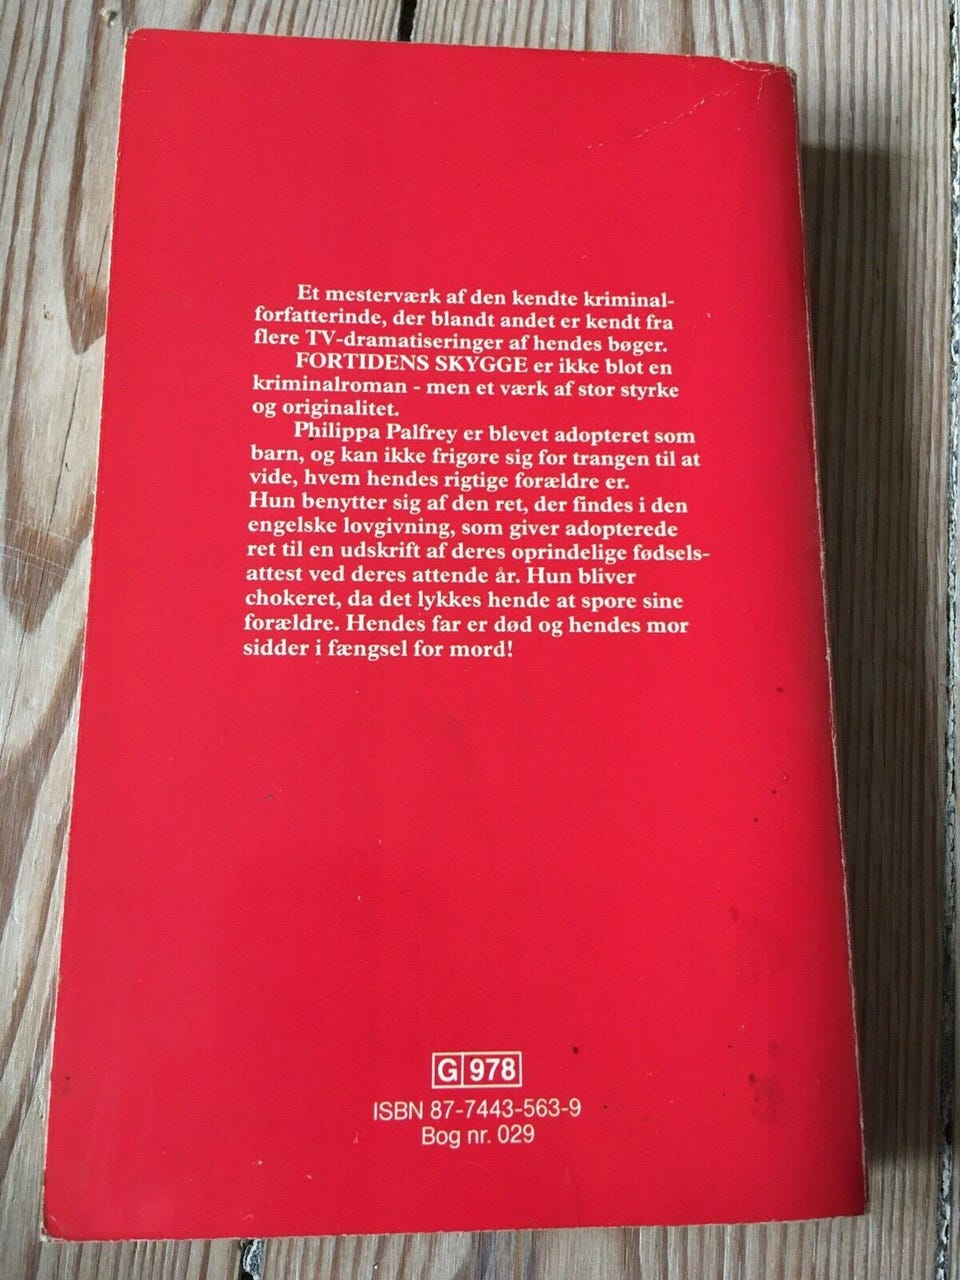 Et mesterværk af den kendte kriminal-
forfatterinde, der blandt andet er kendt fra
flere TV-dramatiseringer af hendes bøger.
FORTIDENS SKYGGE er ikke blot en
kriminalroman - men et værk af stor styrke
og originalitet.
Philippa Palfrey er blevet adopteret som
barn, og kan ikke frigøre sig for trangen til at
vide, hvem hendes rigtige forældre er.
Hun benytter sig af den ret, der findes i den
engelske lovgivning, som giver adopterede
ret til en udskrift af deres oprindelige fødsels-
attest ved deres attende år. Hun bliver
chokeret, da det lykkes hende at spore sine
forældre. Hendes far er død og hendes mor
sidder i fængsel for mord!
G 978
ISBN 87-7443-563-9
Bog nr. 029